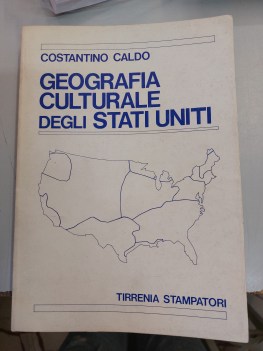 COSTANTINO CALDO
GEOGRAFIA
CULTURALE
DEGLI STATI UNITI
TIRRENIA STAMPATORI